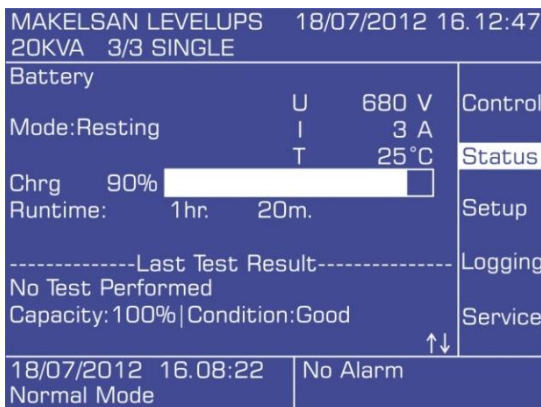 MAKELSAN LEVELUPS 18/07/2012 16.12:47
20KVA 3/3 SINGLE
Battery
U 680 V
Mode:Resting I 3 A
T 25°C
Chrg 90%
Runtime: 1hr. 20m.
--------------Last Test Result--------------
No Test Performed
Capacity:100%|Condition:Good
↑↓
Control
Status
Setup
Logging
Service
18/07/2012 16.08:22 No Alarm
Normal Mode